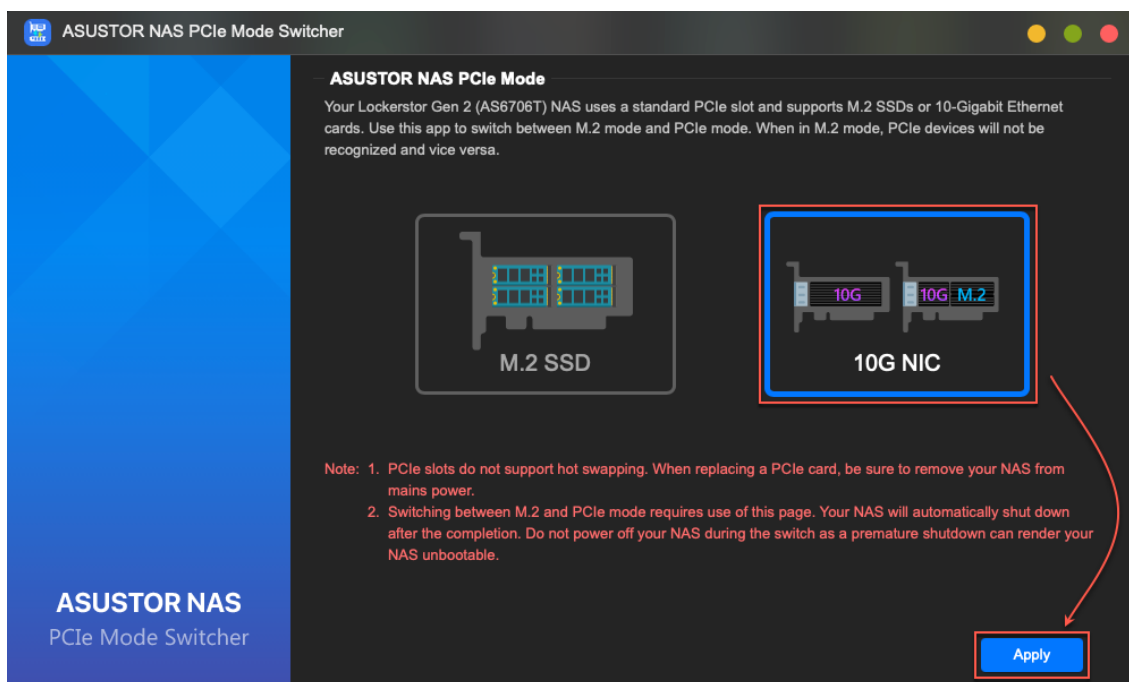 ASUSTOR NAS PCIe Mode Switcher
ASUSTOR NAS PCIe Mode
Your Lockerstor Gen 2 (AS6706T) NAS uses a standard PCIe slot and supports M.2 SSDs or 10-Gigabit Ethernet
cards. Use this app to switch between M.2 mode and PCIe mode. When in M.2 mode, PCIe devices will not be
recognized and vice versa.
M.2 SSD
10G
10G M.2
10G NIC
Note: 1. PCIe slots do not support hot swapping. When replacing a PCIe card, be sure to remove your NAS from
mains power.
2. Switching between M.2 and PCIe mode requires use of this page. Your NAS will automatically shut down
after the completion. Do not power off your NAS during the switch as a premature shutdown can render your
NAS unbootable.
ASUSTOR NAS
PCIe Mode Switcher
Apply